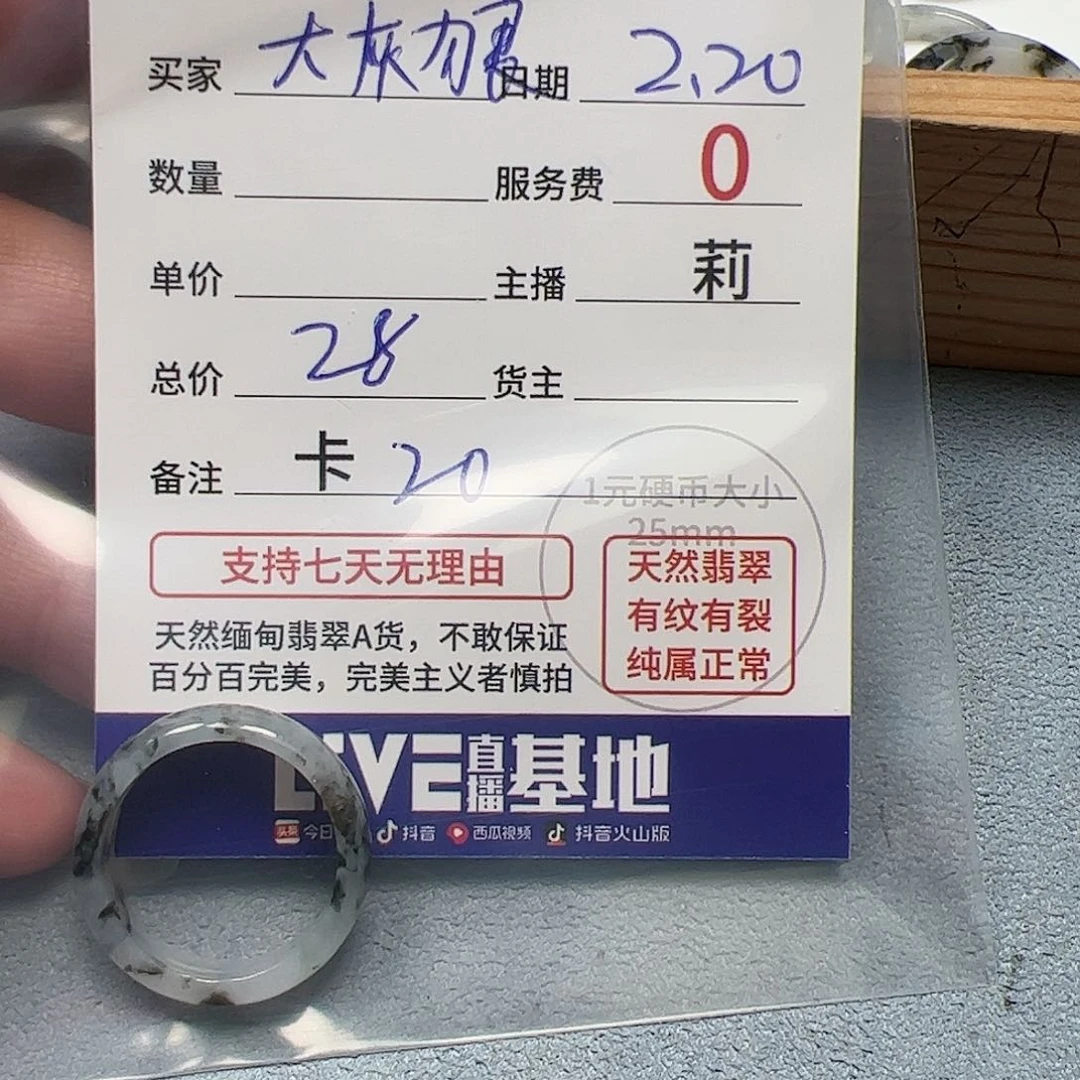 买家 大灰 日期 2.20
数量 服务费 0
单价 主播 莉
总价 28 货主
备注 卡 20
1元硬币大小
25mm
支持七天无理由
天然翡翠
有纹有裂
纯属正常
天然缅甸翡翠A货，不敢保证
百分百完美，完美主义者慎拍
LIVE直播基地
头条 今日 抖音 西瓜视频 抖音火山版